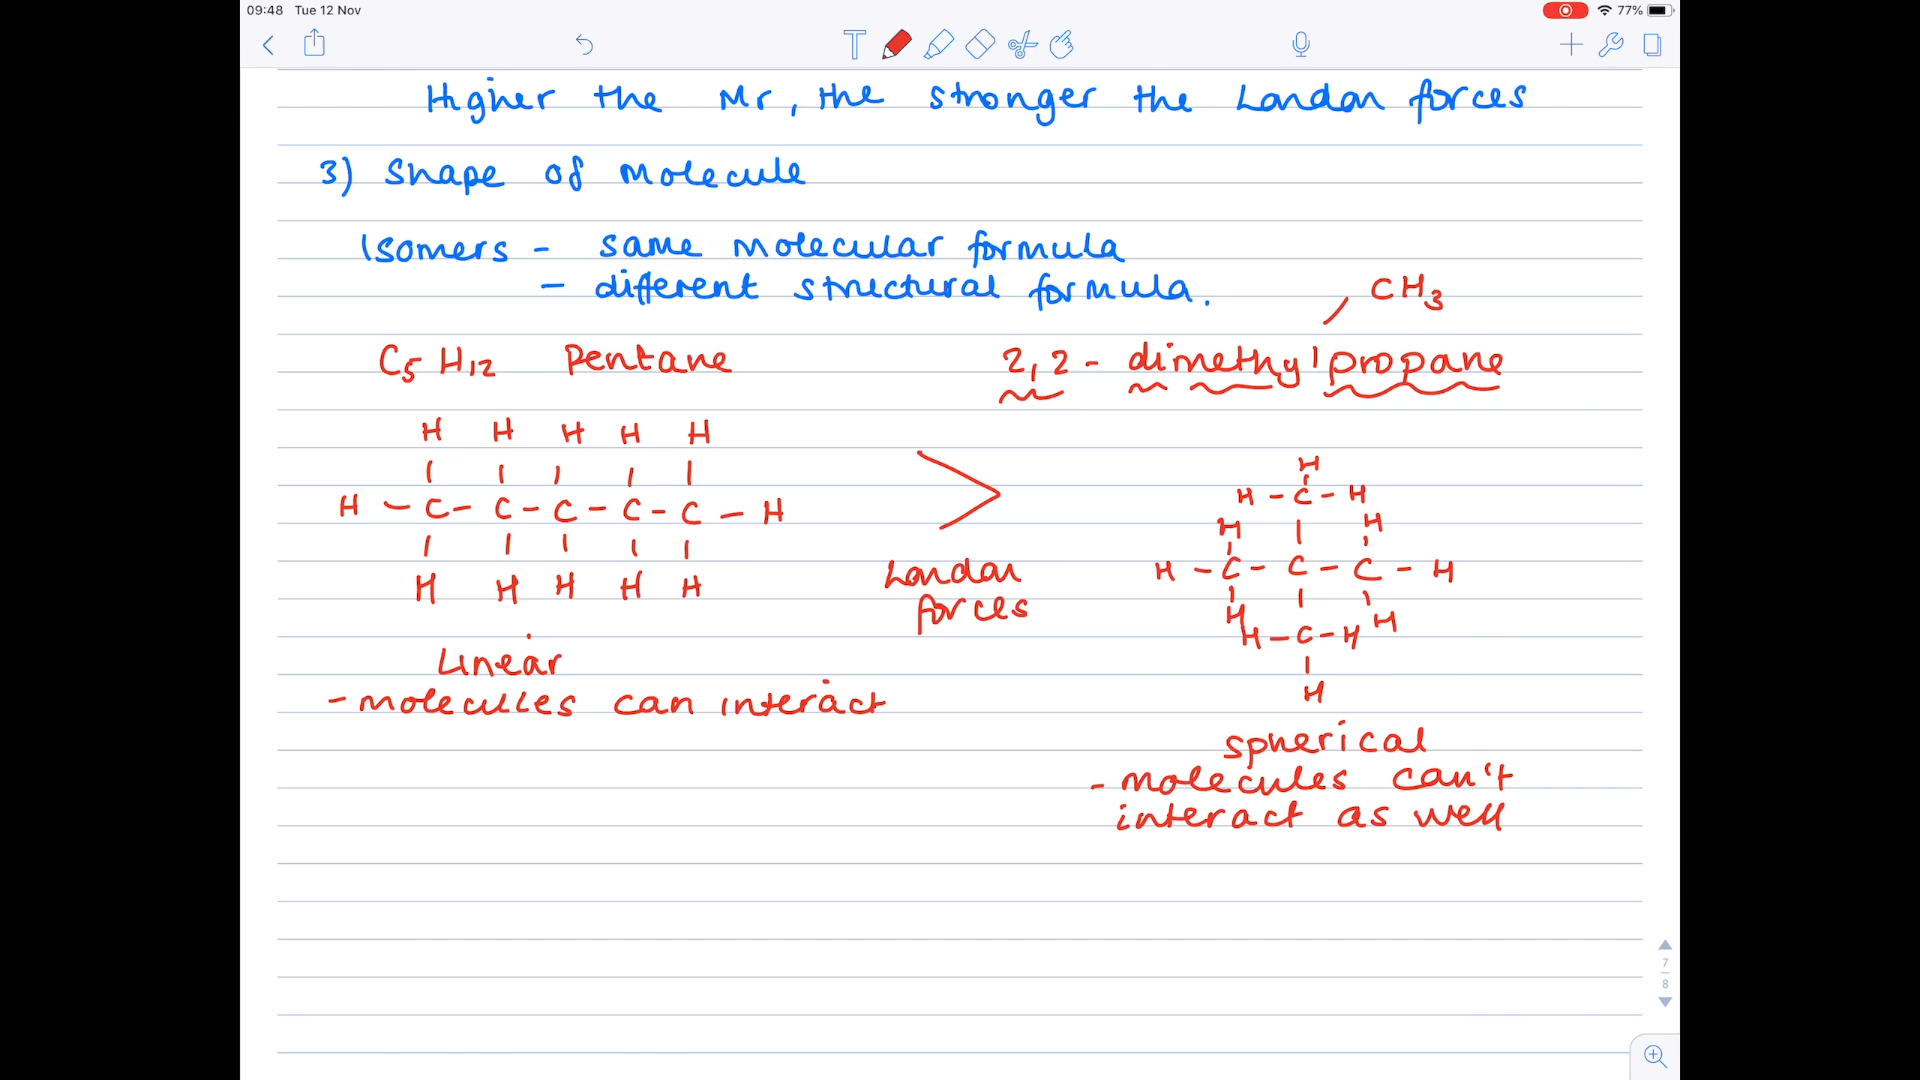 09:48 Tue 12 Nov
77%
T
Higher the Mr, the stronger the London forces
3) Shape of molecule
Isomers - same molecular formula
- different structural formula.
CH3
C5H12 Pentane
2,2 - dimethylpropane
H H H H H
H - C - C - C - C - C - H
H H H H H
Linear
- molecules can interact
>
London
forces
H
H - C - H
H H
H - C - C - C - H
H H
H - C - H
H
spherical
- molecules can't
interact as well
7
8